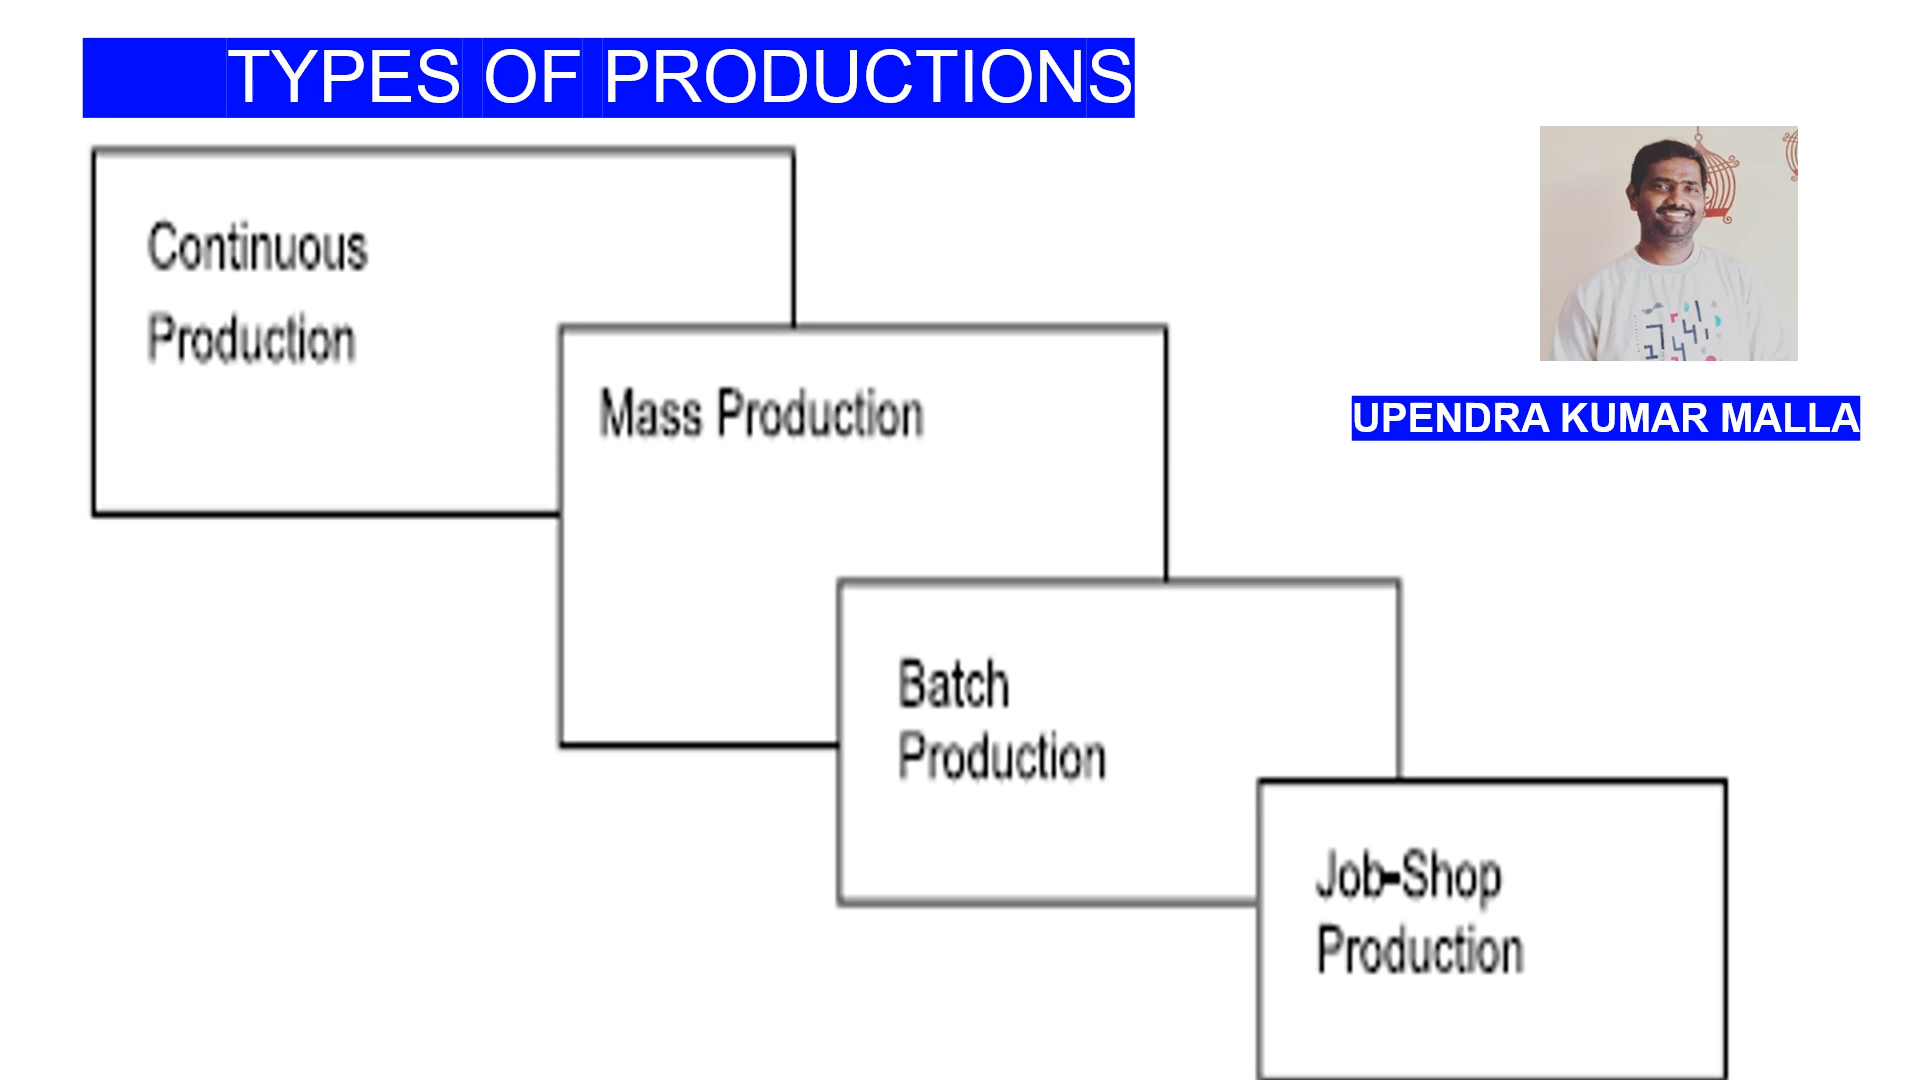 TYPES OF PRODUCTIONS
Continuous
Production
Mass Production
UPENDRA KUMAR MALLA
Batch
Production
Job-Shop
Production